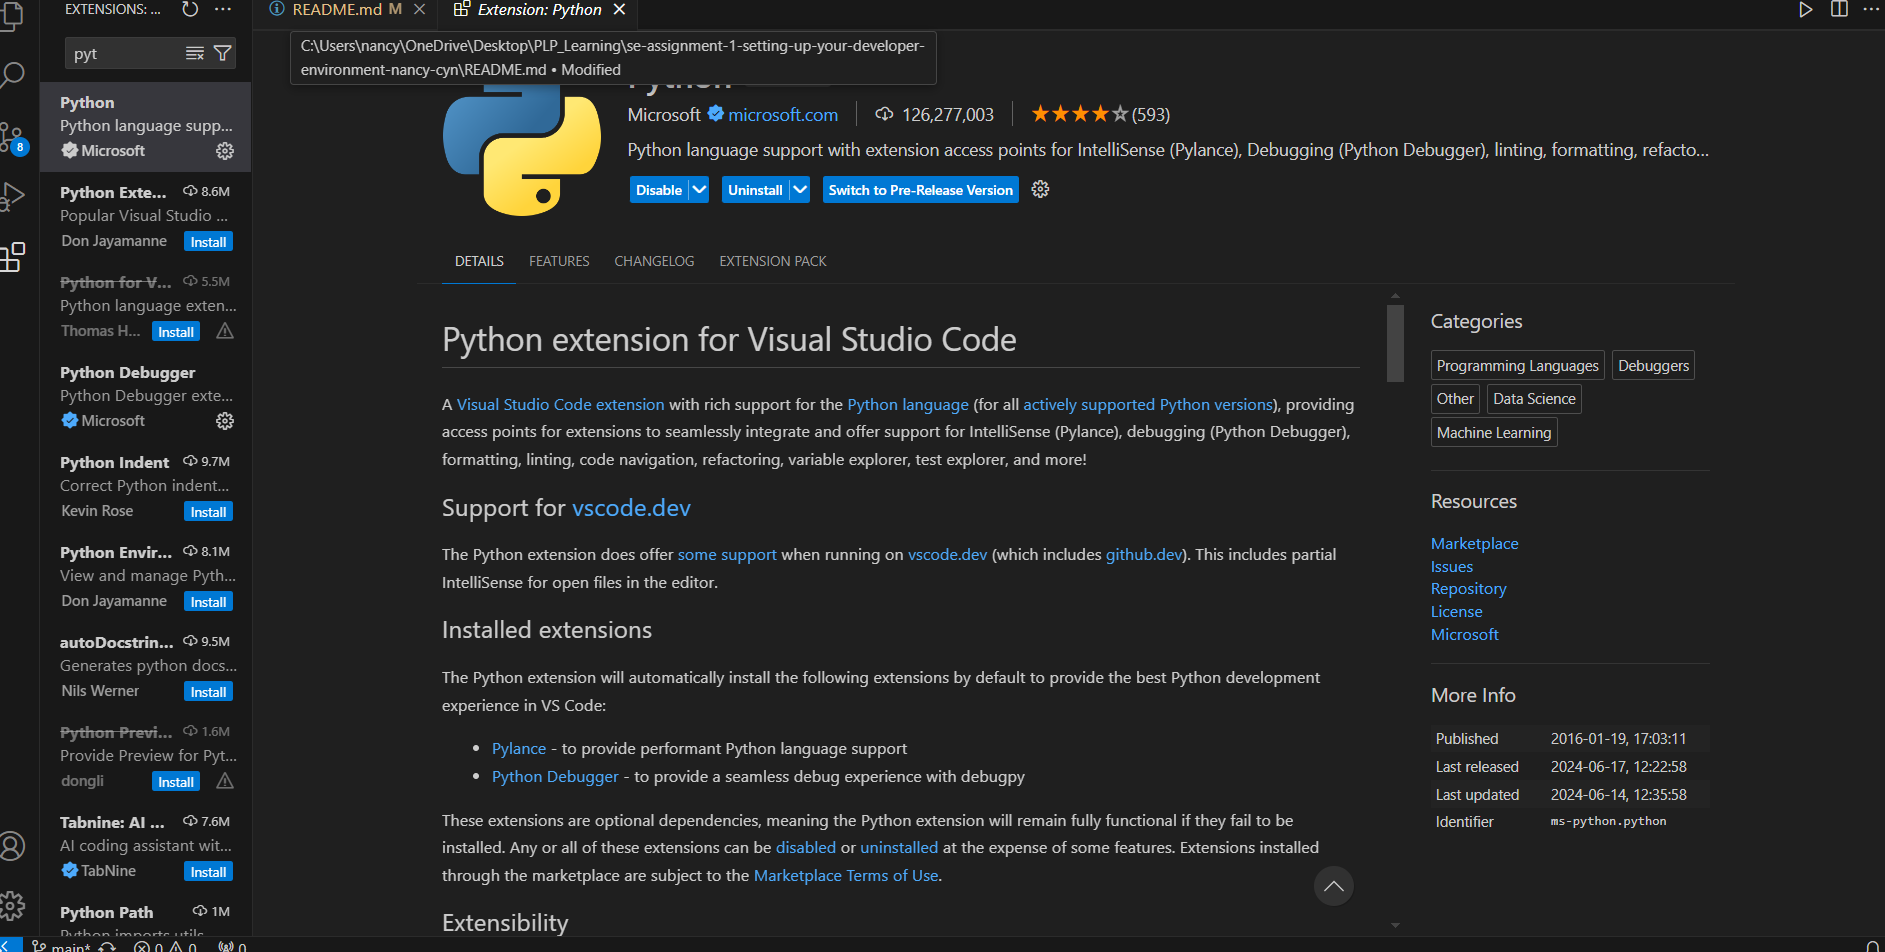 EXTENSIONS: ...
README.md M
Extension: Python
pyt
C:\Users\nancy\OneDrive\Desktop\PLP_Learning\se-assignment-1-setting-up-your-developer-
environment-nancy-cyn\README.md • Modified
8
Python
Python language supp...
Microsoft
Python Exte... 8.6M
Popular Visual Studio ...
Don Jayamanne Install
Python for V... 5.5M
Python language exten...
Thomas H... Install
Python Debugger
Python Debugger exte...
Microsoft
Python Indent 9.7M
Correct Python indent...
Kevin Rose Install
Python Envir... 8.1M
View and manage Pyth...
Don Jayamanne Install
autoDocstrin... 9.5M
Generates python docs...
Nils Werner Install
Python Previ... 1.6M
Provide Preview for Pyt...
dongli Install
Tabnine: AI ... 7.6M
AI coding assistant wit...
TabNine Install
Python Path 1M
Python imports utils
Python
Microsoft microsoft.com 126,277,003 (593)
Python language support with extension access points for IntelliSense (Pylance), Debugging (Python Debugger), linting, formatting, refacto...
Disable Uninstall Switch to Pre-Release Version
DETAILS FEATURES CHANGELOG EXTENSION PACK
Python extension for Visual Studio Code
A Visual Studio Code extension with rich support for the Python language (for all actively supported Python versions), providing
access points for extensions to seamlessly integrate and offer support for IntelliSense (Pylance), debugging (Python Debugger),
formatting, linting, code navigation, refactoring, variable explorer, test explorer, and more!
Support for vscode.dev
The Python extension does offer some support when running on vscode.dev (which includes github.dev). This includes partial
IntelliSense for open files in the editor.
Installed extensions
The Python extension will automatically install the following extensions by default to provide the best Python development
experience in VS Code:
• Pylance - to provide performant Python language support
• Python Debugger - to provide a seamless debug experience with debugpy
These extensions are optional dependencies, meaning the Python extension will remain fully functional if they fail to be
installed. Any or all of these extensions can be disabled or uninstalled at the expense of some features. Extensions installed
through the marketplace are subject to the Marketplace Terms of Use.
Extensibility
Categories
Programming Languages Debuggers
Other Data Science
Machine Learning
Resources
Marketplace
Issues
Repository
License
Microsoft
More Info
Published 2016-01-19, 17:03:11
Last released 2024-06-17, 12:22:58
Last updated 2024-06-14, 12:35:58
Identifier ms-python.python
main* 0 0 0